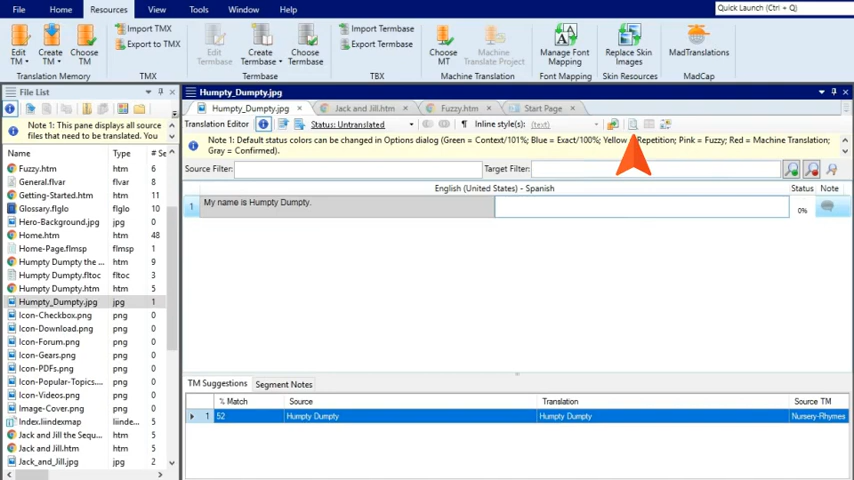 File Home Resources View Tools Window Help Quick Launch (Ctrl + Q)
Import TMX Import Termbase
Export to TMX Export Termbase
Edit TM Create TM Choose TM Edit Termbase Create Termbase Choose Termbase Choose MT Machine Translate Project Manage Font Mapping Replace Skin Images MadTranslations
Translation Memory TMX Termbase TBX Machine Translation Font Mapping Skin Resources MadCap
File List
Humpty_Dumpty.jpg
Humpty_Dumpty.jpg Jack and Jill.htm Fuzzy.htm Start Page
Translation Editor Status: Untranslated Inline style(s): (text)
Note 1: This pane displays all source
files that need to be translated. You
Note 1: Default status colors can be changed in Options dialog (Green = Context/101%; Blue = Exact/100%; Yellow Repetition; Pink = Fuzzy; Red = Machine Translation;
Gray = Confirmed).
Source Filter: Target Filter:
Name Type # Se
Fuzzy.htm htm 6
General.flvar flvar 11
Getting-Started.htm htm 11
Glossary.flglo flglo 10
Hero-Background.jpg jpg 0
Home.htm htm 48
Home-Page.flmsp flmsp 1
Humpty Dumpty the ... htm 9
Humpty Dumpty.fltoc fltoc 3
Humpty Dumpty.htm htm 8
Humpty_Dumpty.jpg jpg 1
Icon-Checkbox.png png 0
Icon-Download.png png 0
Icon-Forum.png png 0
Icon-Gears.png png 0
Icon-PDFs.png png 0
Icon-Popular-Topics.... png 0
Icon-Videos.png png 0
Image-Cover.png png 0
Index.liindexmap liinde... 0
Jack and Jill the Sequ... htm 8
Jack and Jill.htm htm 8
Jack_and_Jill.jpg jpg 2
English (United States) - Spanish Status Note
1 My name is Humpty Dumpty. 0%
TM Suggestions Segment Notes
% Match Source Translation Source TM
1 52 Humpty Dumpty Humpty Dumpty Nursery-Rhymes